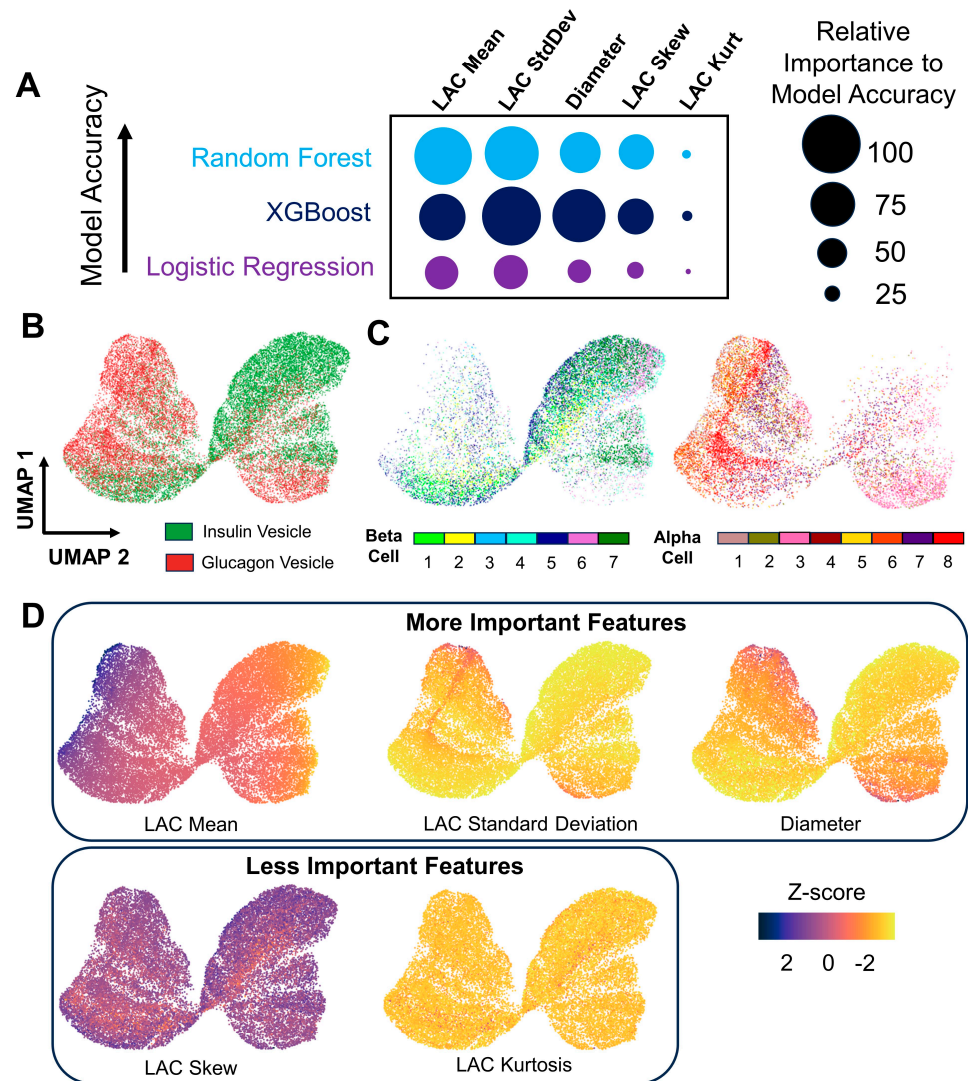 A
Model Accuracy
LAC Mean
LAC StdDev
Diameter
LAC Skew
LAC Kurt
Random Forest
XGBoost
Logistic Regression
Relative
Importance to
Model Accuracy
100
75
50
25
B
UMAP 1
UMAP 2
Insulin Vesicle
Glucagon Vesicle
C
Beta
Cell
1 2 3 4 5 6 7
Alpha
Cell
1 2 3 4 5 6 7 8
D
More Important Features
LAC Mean
LAC Standard Deviation
Diameter
Less Important Features
LAC Skew
LAC Kurtosis
Z-score
2 0 -2